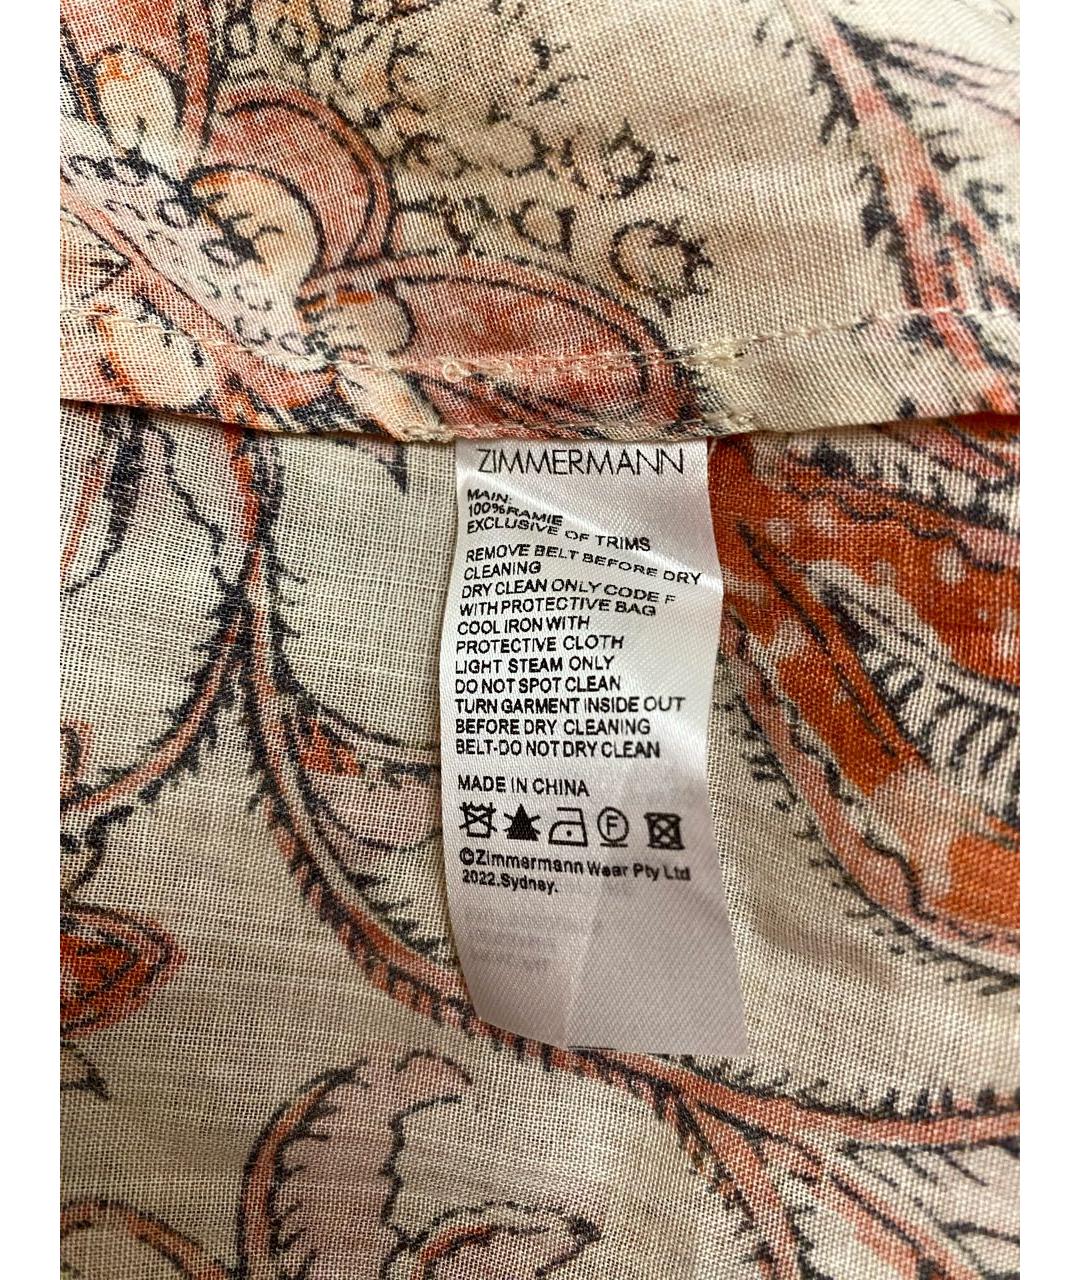 ZIMMERMANN
MAIN:
100%RAMIE
EXCLUSIVE OF TRIMS
REMOVE BELT BEFORE DRY
CLEANING
DRY CLEAN ONLY CODE F
WITH PROTECTIVE BAG
COOL IRON WITH
PROTECTIVE CLOTH
LIGHT STEAM ONLY
DO NOT SPOT CLEAN
TURN GARMENT INSIDE OUT
BEFORE DRY CLEANING
BELT-DO NOT DRY CLEAN
MADE IN CHINA
F
©Zimmermann Wear Pty Ltd
2022.Sydney.